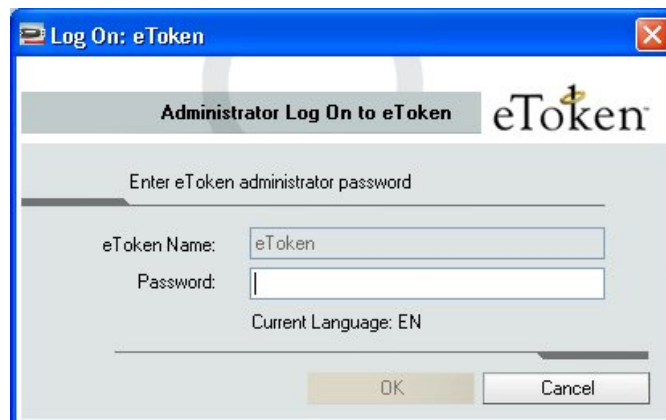 Log On: eToken
Administrator Log On to eToken
eToken™
Enter eToken administrator password
eToken Name: eToken
Password:
Current Language: EN
OK Cancel